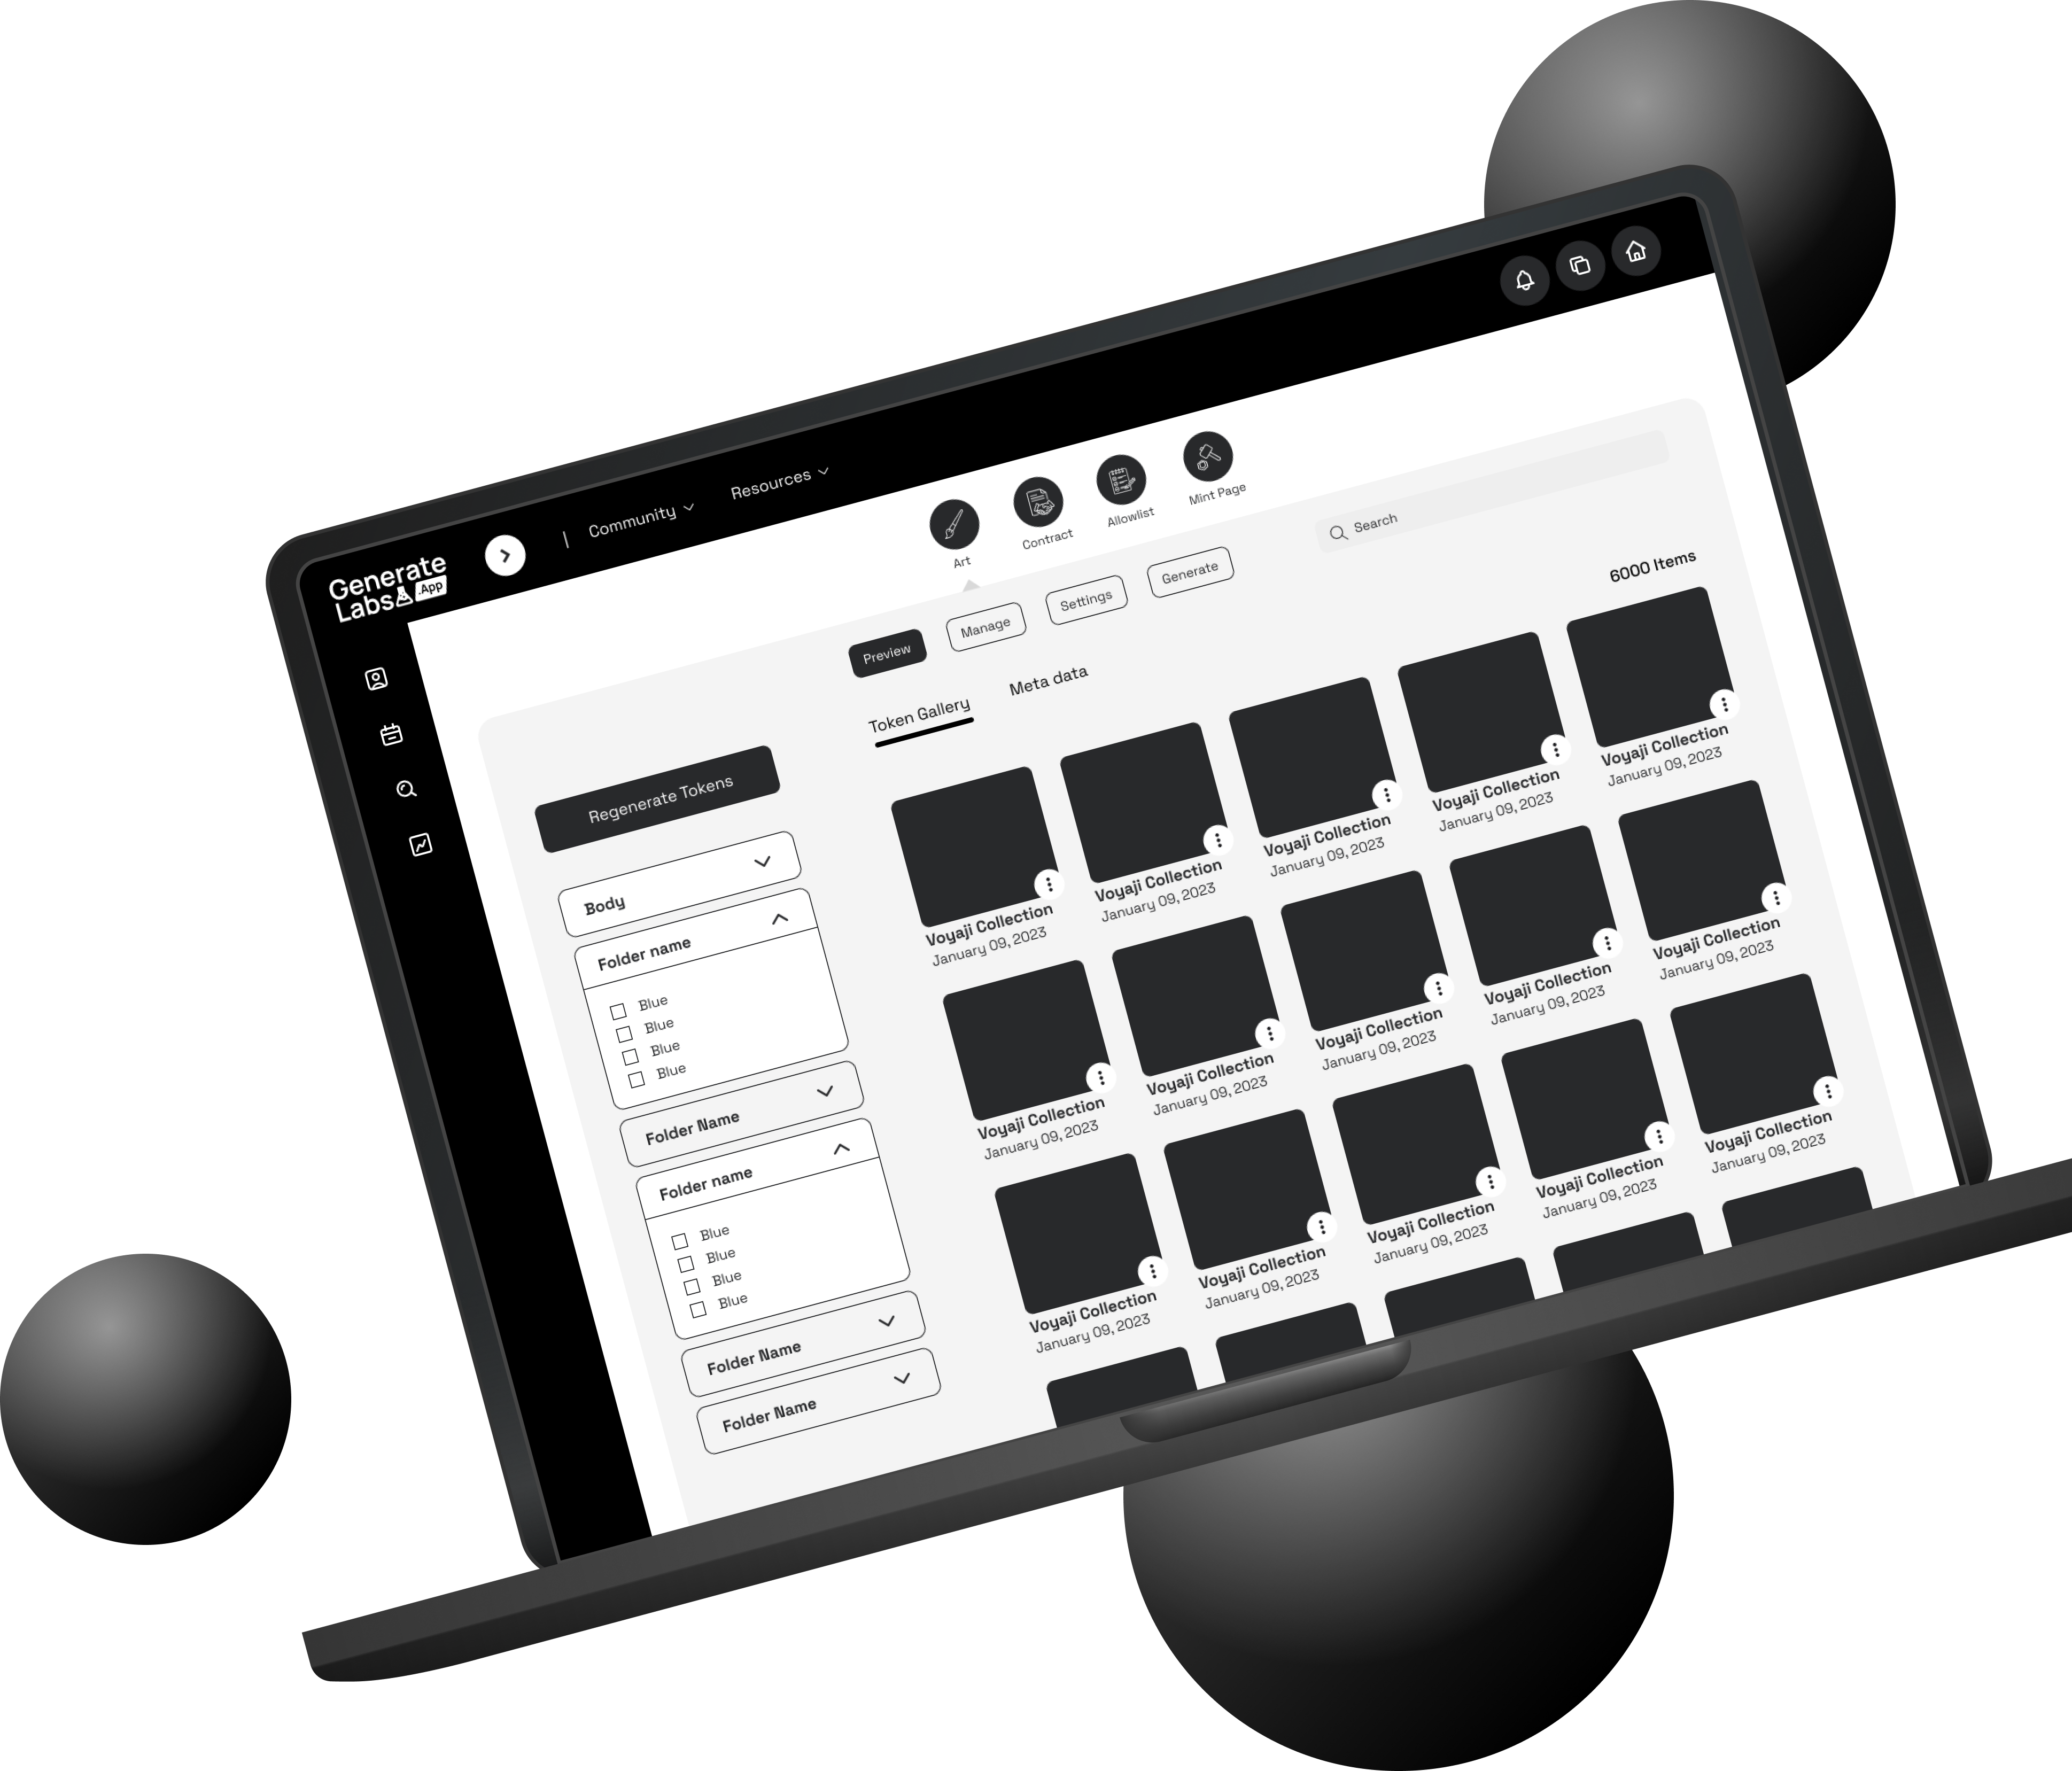 Generate
Labs .App
| Community
Resources
Art
Contract
Allowlist
Mint Page
Preview
Manage
Settings
Generate
Search
Token Gallery
Meta data
6000 Items
Regenerate Tokens
Body
Folder name
Blue
Blue
Blue
Blue
Folder Name
Folder name
Blue
Blue
Blue
Blue
Folder Name
Folder Name
Voyaji Collection
January 09, 2023
Voyaji Collection
January 09, 2023
Voyaji Collection
January 09, 2023
Voyaji Collection
January 09, 2023
Voyaji Collection
January 09, 2023
Voyaji Collection
January 09, 2023
Voyaji Collection
January 09, 2023
Voyaji Collection
January 09, 2023
Voyaji Collection
January 09, 2023
Voyaji Collection
January 09, 2023
Voyaji Collection
January 09, 2023
Voyaji Collection
January 09, 2023
Voyaji Collection
January 09, 2023
Voyaji Collection
January 09, 2023
Voyaji Collection
January 09, 2023